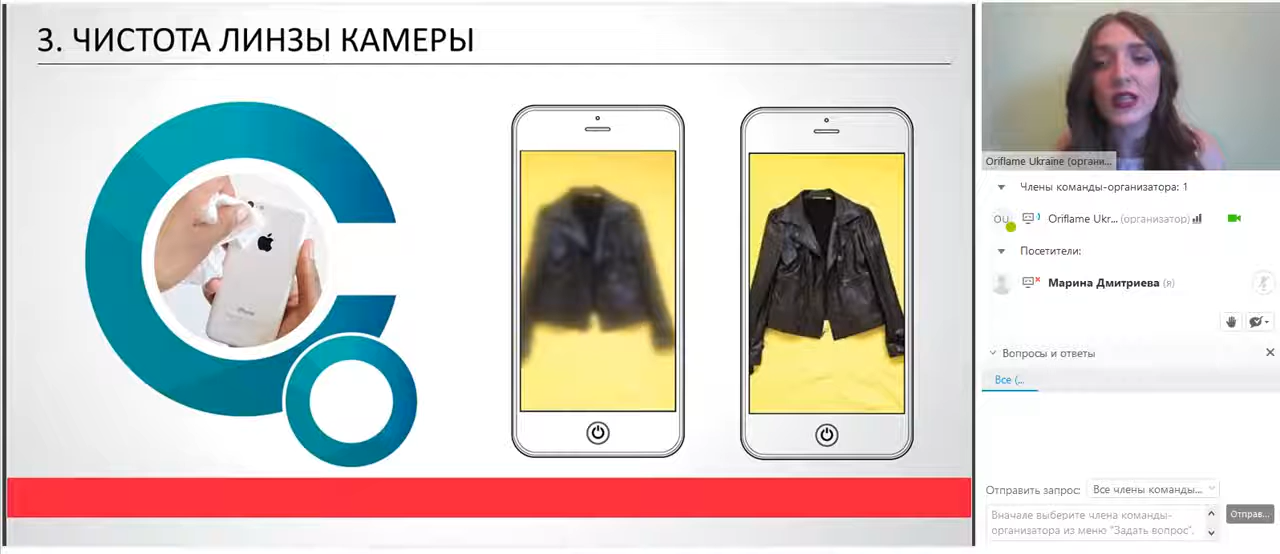 3. ЧИСТОТА ЛИНЗЫ КАМЕРЫ
iPhone
Oriflame Ukraine (органи...
Члены команды-организатора: 1
OU
Oriflame Ukr... (организатор)
Посетители:
Марина Дмитриева (я)
Вопросы и ответы
Все (...
Отправить запрос:
Все члены команды...
Вначале выберите члена команды-
организатора из меню "Задать вопрос",
Отправ...